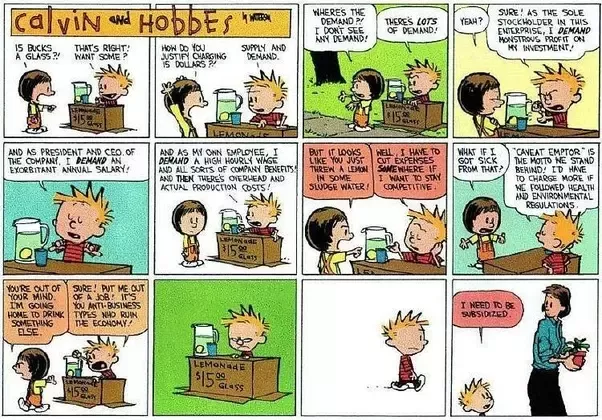 Calvin and HOBBES by WATTERSON
15 BUCKS
A GLASS?!
THAT'S RIGHT!
WANT SOME?
LEMONADE
$15.00
GLASS
HOW DO YOU
JUSTIFY CHARGING
15 DOLLARS?!
SUPPLY AND
DEMAND.
LEMONADE
WHERE'S THE
DEMAND?!
I DON'T SEE
ANY DEMAND!
THERE'S LOTS
OF DEMAND!
LEMONADE
$15.00
GLASS
YEAH?
SURE! AS THE SOLE
STOCKHOLDER IN THIS
ENTERPRISE, I DEMAND
MONSTROUS PROFIT ON
MY INVESTMENT!
AND AS PRESIDENT AND CEO OF
THE COMPANY, I DEMAND AN
EXORBITANT ANNUAL SALARY!
AND AS MY OWN EMPLOYEE, I
DEMAND A HIGH HOURLY WAGE
AND ALL SORTS OF COMPANY BENEFITS!
AND THEN THERE'S OVERHEAD AND
ACTUAL PRODUCTION COSTS!
LEMONADE
$15.00
GLASS
BUT IT LOOKS
LIKE YOU JUST
THREW A LEMON
IN SOME
SLUDGE WATER!
WELL, I HAVE TO
CUT EXPENSES
SOMEWHERE IF
I WANT TO STAY
COMPETITIVE.
WHAT IF I
GOT SICK
FROM THAT?
"CAVEAT EMPTOR" IS
THE MOTTO WE STAND
BEHIND! I'D HAVE
TO CHARGE MORE IF
WE FOLLOWED HEALTH
AND ENVIRONMENTAL
REGULATIONS.
YOU'RE OUT OF
YOUR MIND.
I'M GOING
HOME TO DRINK
SOMETHING
ELSE.
SURE! PUT ME OUT
OF A JOB! IT'S
YOU ANTI-BUSINESS
TYPES WHO RUIN
THE ECONOMY!
LEMONADE
$15.00
GLASS
LEMONADE
$15.00
GLASS
I NEED TO BE
SUBSIDIZED.